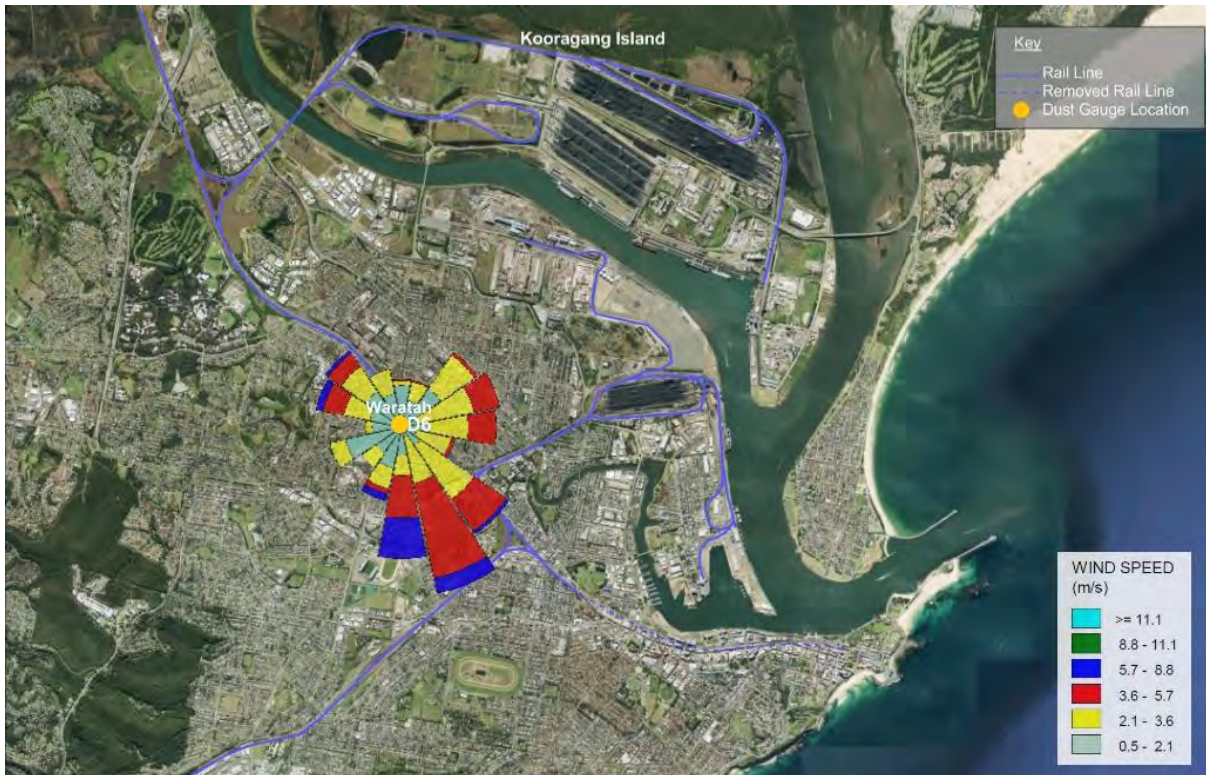 Kooragang Island
Key
Rail Line
Removed Rail Line
Dust Gauge Location
Waratah
D6
WIND SPEED
(m/s)
>= 11.1
8.8 - 11.1
5.7 - 8.8
3.6 - 5.7
2.1 - 3.6
0.5 - 2.1